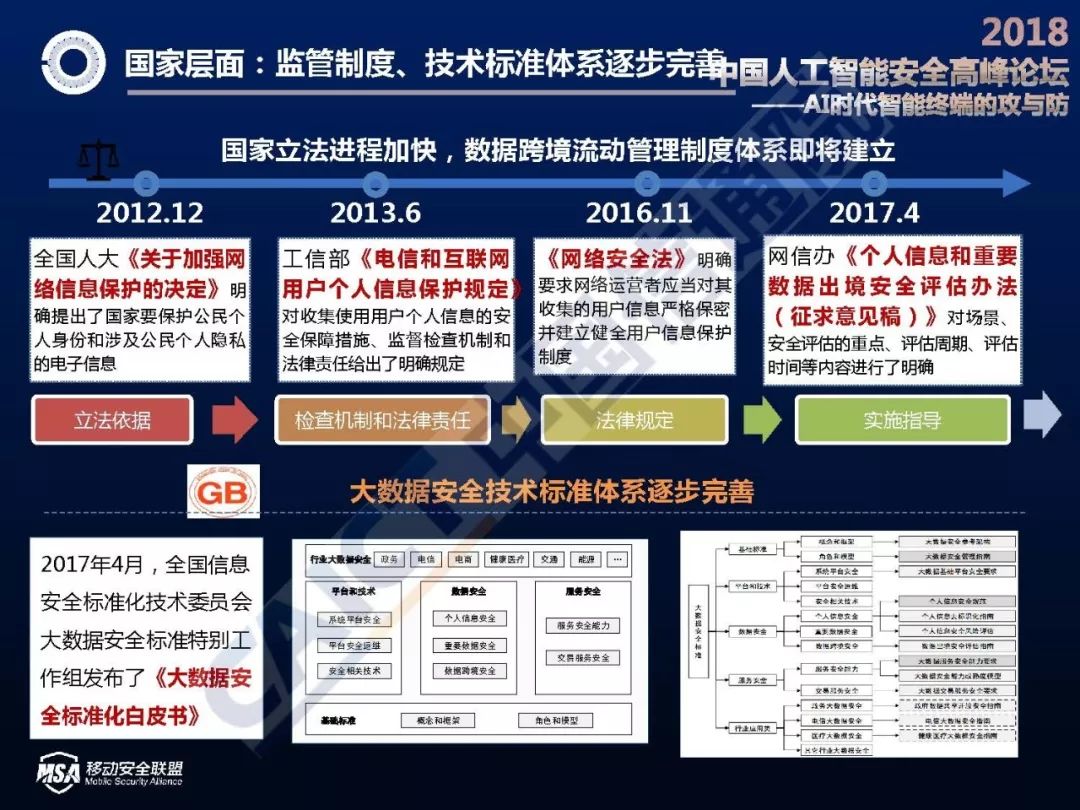 2018
国家层面：监管制度、技术标准体系逐步完善
中国人工智能安全高峰论坛
——AI时代智能终端的攻与防
国家立法进程加快，数据跨境流动管理制度体系即将建立
2012.12
2013.6
2016.11
2017.4
全国人大《关于加强网
络信息保护的决定》明
确提出了国家要保护公民个
人身份和涉及公民个人隐私
的电子信息
工信部《电信和互联网
用户个人信息保护规定》
对收集使用用户个人信息的安
全保障措施、监督检查机制和
法律责任给出了明确规定
《网络安全法》明确
要求网络运营者应当对其
收集的用户信息严格保密
并建立健全用户信息保护
制度
网信办《个人信息和重要
数据出境安全评估办法
（征求意见稿）》对场景、
安全评估的重点、评估周期、评估
时间等内容进行了明确
立法依据
检查机制和法律责任
法律规定
实施指导
GB
大数据安全技术标准体系逐步完善
2017年4月，全国信息
安全标准化技术委员会
大数据安全标准特别工
作组发布了《大数据安
全标准化白皮书》
行业大数据安全 政务 电信 电商 健康医疗 交通 能源 ...
平台和技术
系统平台安全
平台安全运维
安全相关技术
数据安全
个人信息安全
重要数据安全
数据跨境安全
服务安全
服务安全能力
交易服务安全
基础标准 概念和框架 角色和模型
大数据安全标准
基础标准
平台和技术
数据安全
服务安全
行业应用类
概念和框架
角色和模型
系统平台安全
平台安全运维
安全相关技术
个人信息安全
重要数据安全
数据跨境安全
服务安全能力
交易服务安全
政务大数据安全
电信大数据安全
医疗大数据安全
其它行业大数据安全
大数据安全参考架构
大数据安全管理指南
大数据基础平台安全要求
个人信息安全规范
个人信息去标识化指南
个人信息安全风险评估
数据出境安全评估指南
大数据服务安全能力要求
大数据安全能力成熟度模型
大数据交易服务安全要求
政府数据共享开放安全指南
电信大数据安全指南
健康医疗大数据安全指南
MSA 移动安全联盟
Mobile Security Alliance